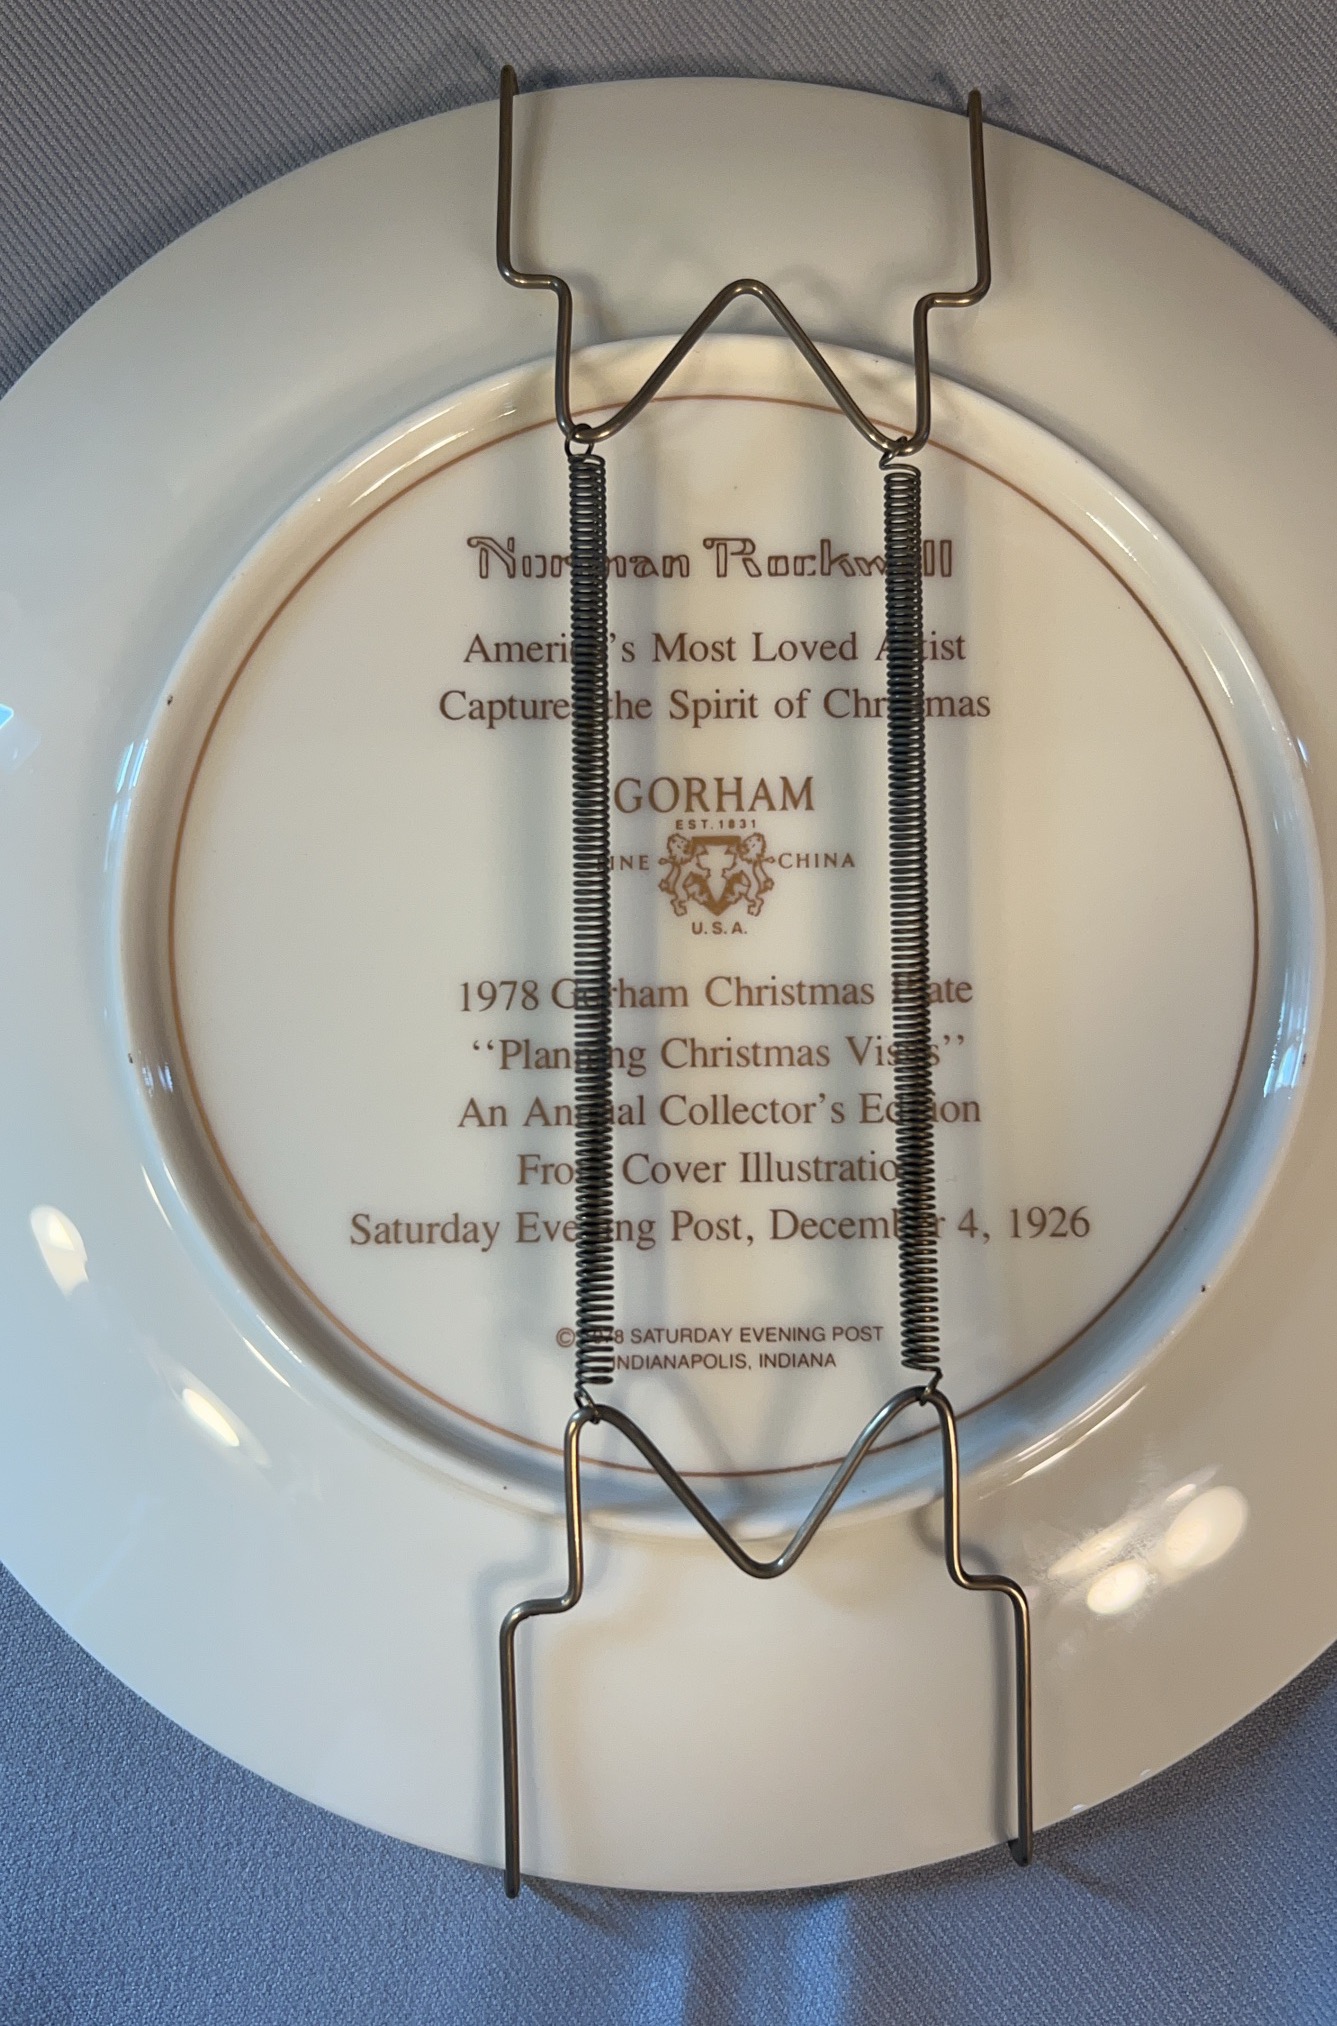 Norman Rockwell
America's Most Loved Artist
Captures the Spirit of Christmas
GORHAM
EST. 1831
FINE CHINA
U.S.A.
1978 Gorham Christmas Plate
“Planning Christmas Visits”
An Annual Collector's Edition
Cover Illustration
Saturday Evening Post, December 4, 1926
© 1978 SATURDAY EVENING POST
INDIANAPOLIS, INDIANA